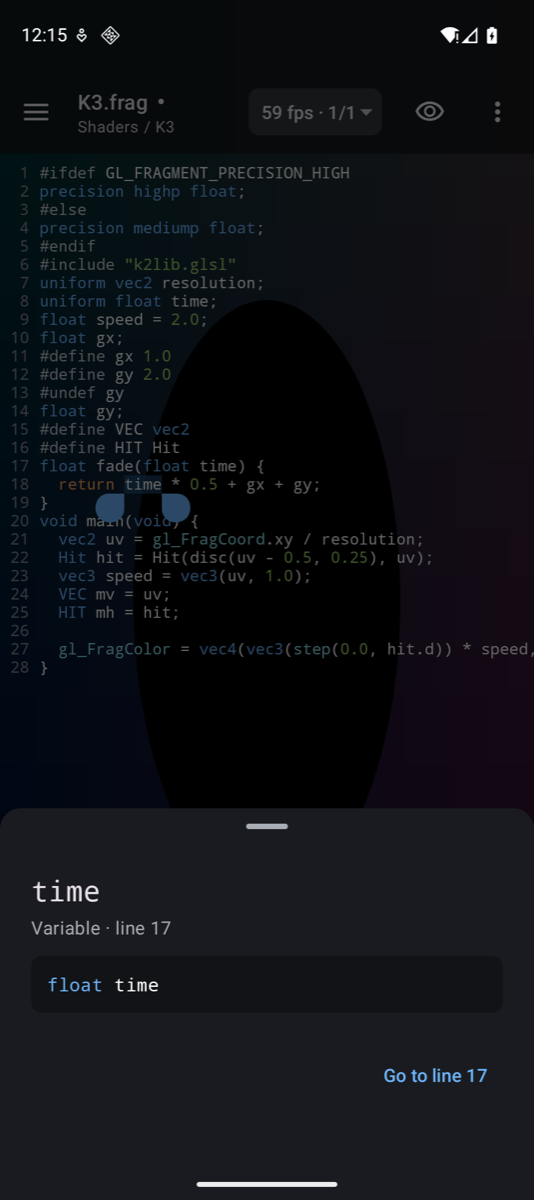 12:15
K3.frag •
Shaders / K3
59 fps · 1/1
1 #ifdef GL_FRAGMENT_PRECISION_HIGH
2 precision highp float;
3 #else
4 precision mediump float;
5 #endif
6 #include "k2lib.glsl"
7 uniform vec2 resolution;
8 uniform float time;
9 float speed = 2.0;
10 float gx;
11 #define gx 1.0
12 #define gy 2.0
13 #undef gy
14 float gy;
15 #define VEC vec2
16 #define HIT Hit
17 float fade(float time) {
18   return time * 0.5 + gx + gy;
19 }
20 void main(void) {
21   vec2 uv = gl_FragCoord.xy / resolution;
22   Hit hit = Hit(disc(uv - 0.5, 0.25), uv);
23   vec3 speed = vec3(uv, 1.0);
24   VEC mv = uv;
25   HIT mh = hit;
26
27   gl_FragColor = vec4(vec3(step(0.0, hit.d)) * speed,
28 }
time
Variable · line 17
float time
Go to line 17